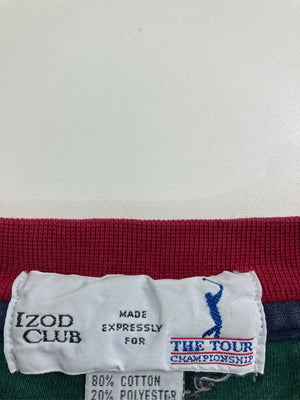 IZOD
CLUB
MADE
EXPRESSLY
FOR
THE TOUR
CHAMPIONSHIP
80% COTTON
20% POLYESTER